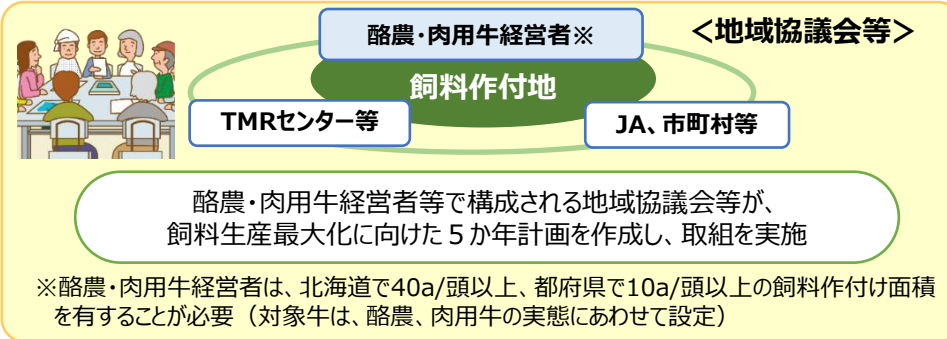 酪農・肉用牛経営者※
＜地域協議会等＞
飼料作付地
TMRセンター等
JA、市町村等
酪農・肉用牛経営者等で構成される地域協議会等が、
飼料生産最大化に向けた５か年計画を作成し、取組を実施
※酪農・肉用牛経営者は、北海道で40a/頭以上、都府県で10a/頭以上の飼料作付け面積
を有することが必要（対象牛は、酪農、肉用牛の実態にあわせて設定）